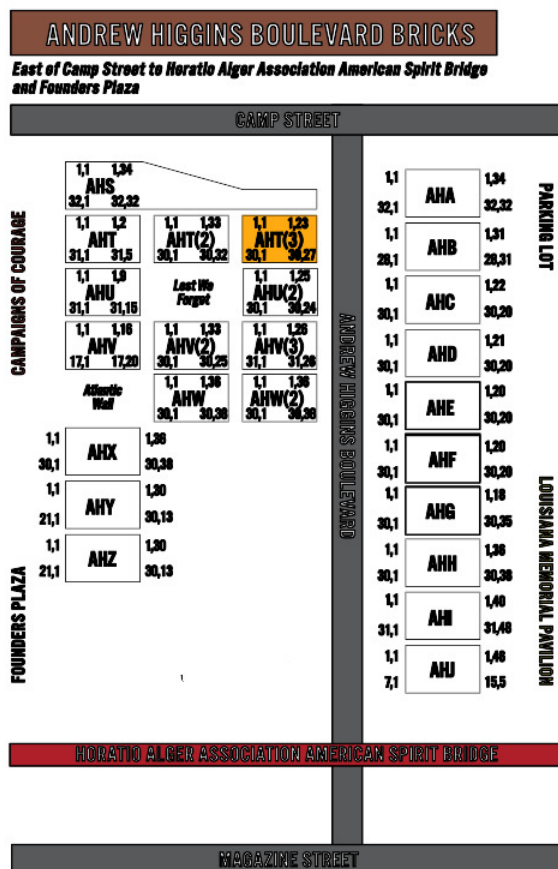 ANDREW HIGGINS BOULEVARD BRICKS
East of Camp Street to Horatio Alger Association American Spirit Bridge
and Founders Plaza
CAMP STREET
CAMPAIGNS OF COURAGE
FOUNDERS PLAZA
1,1 1,34
AHS
32,1 32,32
1,1 1,2
AHT
31,1 31,5
1,1 1,33
AHT(2)
30,1 30,32
1,1 1,23
AHT(3)
30,1 30,27
1,1 1,9
AHU
31,1 31,15
Lest We
Forget
1,1 1,25
AHU(2)
30,1 30,24
1,1 1,16
AHV
17,1 17,20
1,1 1,33
AHV(2)
30,1 30,25
1,1 1,26
AHV(3)
31,1 31,26
Atlantic
Wall
1,1 1,36
AHW
30,1 30,38
1,1 1,36
AHW(2)
30,1 30,38
1,1 1,36
AHX
30,1 30,38
1,1 1,30
AHY
21,1 30,13
1,1 1,30
AHZ
21,1 30,13
ANDREW HIGGINS BOULEVARD
1,1 1,34
AHA
32,1 32,32
1,1 1,31
AHB
28,1 28,31
1,1 1,22
AHC
30,1 30,20
1,1 1,21
AHD
30,1 30,20
1,1 1,20
AHE
30,1 30,20
1,1 1,20
AHF
30,1 30,20
1,1 1,18
AHG
30,1 30,35
1,1 1,36
AHH
30,1 30,38
1,1 1,40
AHI
31,1 31,48
1,1 1,48
AHJ
7,1 15,5
PARKING LOT
LOUISIANA MEMORIAL PAVILION
HORATIO ALGER ASSOCIATION AMERICAN SPIRIT BRIDGE
MAGAZINE STREET